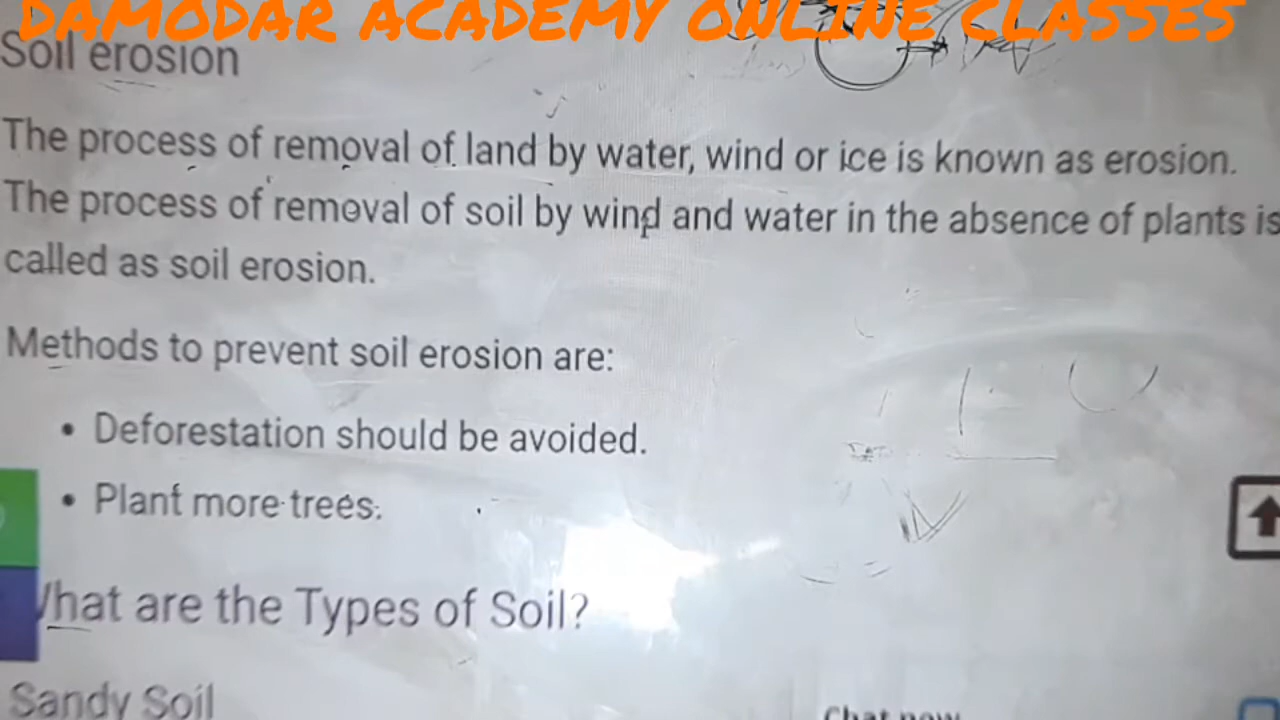 DAMODAR ACADEMY ONLINE CLASSES
Soil erosion
The process of removal of land by water, wind or ice is known as erosion.
The process of removal of soil by wind and water in the absence of plants is
called as soil erosion.
Methods to prevent soil erosion are:
• Deforestation should be avoided.
• Plant more trees.
What are the Types of Soil?
Sandy Soil
Chat now